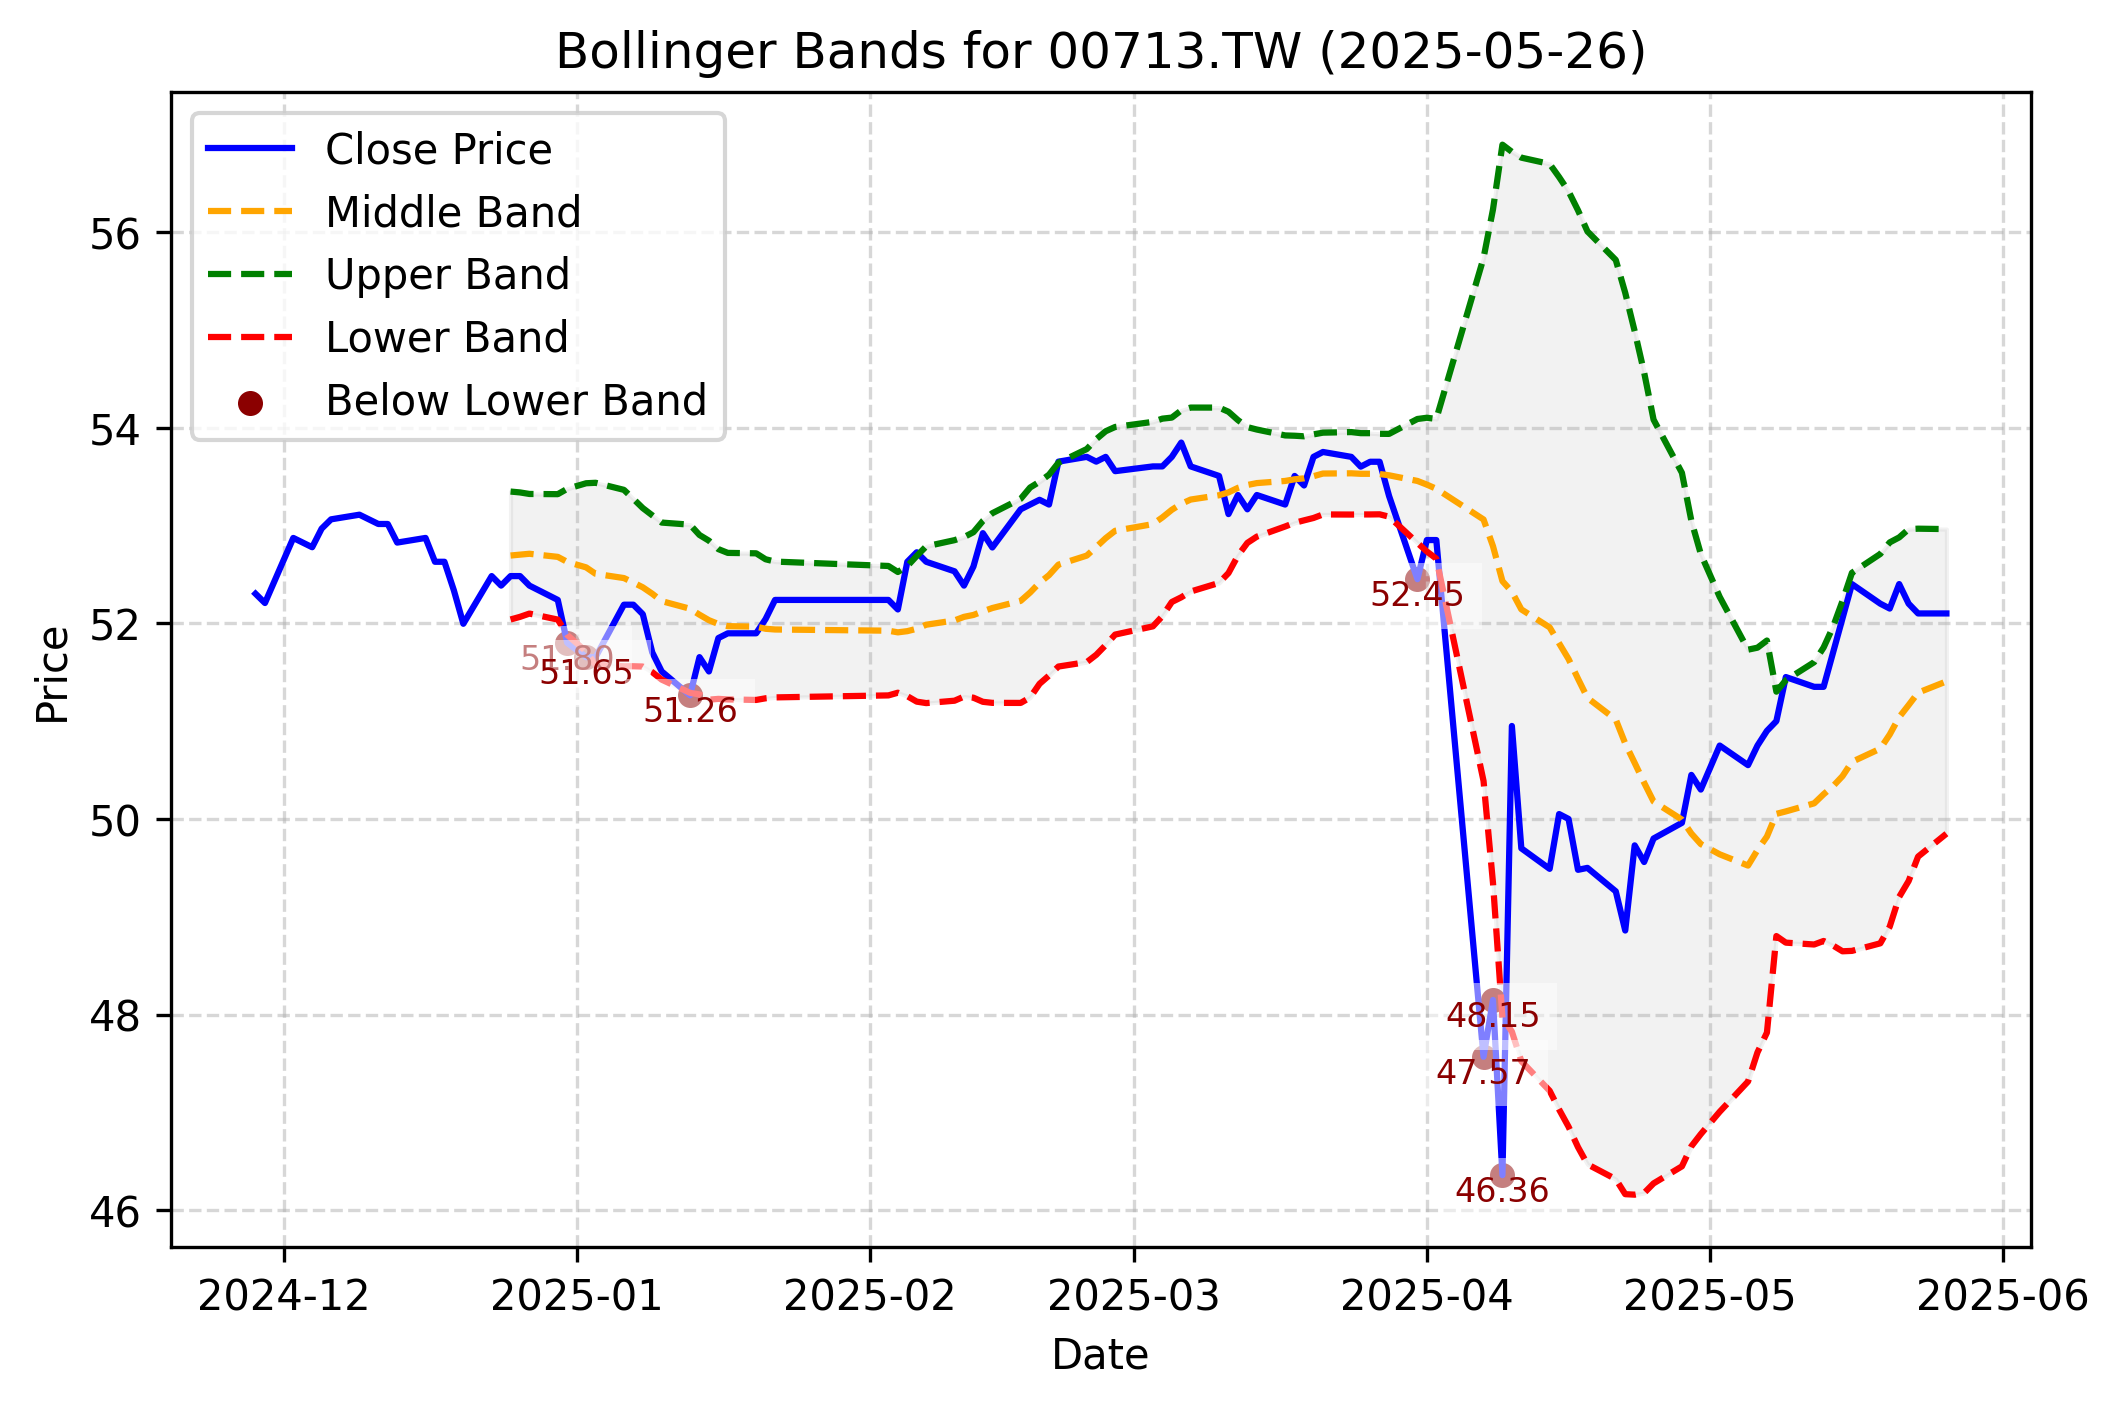 Bollinger Bands for 00713.TW (2025-05-26)
Close Price
Middle Band
Upper Band
Lower Band
Below Lower Band
Price
56
54
52
50
48
46
51.80
51.65
51.26
52.45
48.15
47.57
46.36
2024-12
2025-01
2025-02
2025-03
2025-04
2025-05
2025-06
Date